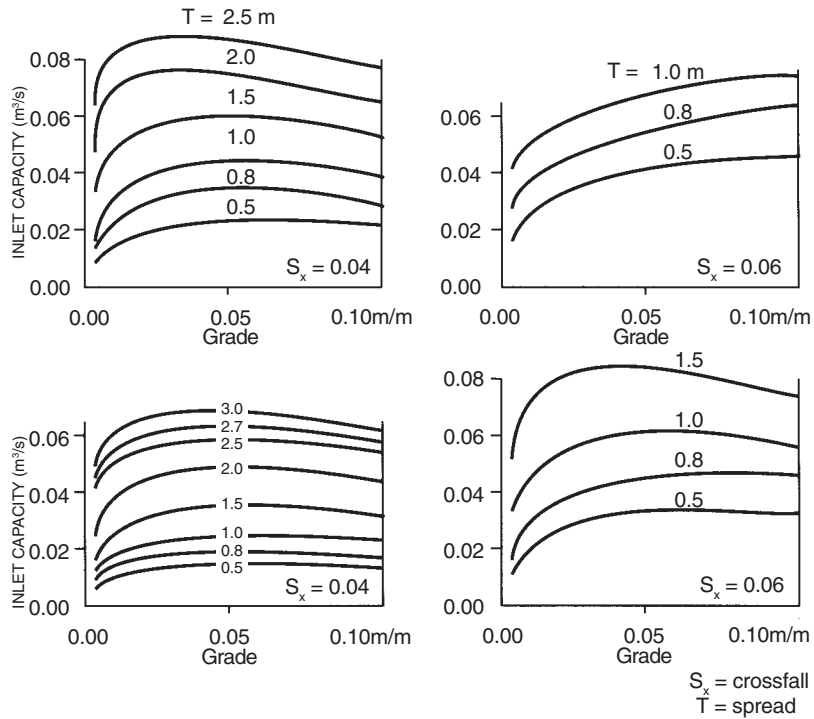 T = 2.5 m
2.0
1.5
1.0
0.8
0.5
0.08
0.06
0.04
0.02
0.00
INLET CAPACITY (m³/s)
Sₓ = 0.04
0.00 0.05 0.10m/m
Grade
T = 1.0 m
0.8
0.5
0.06
0.04
0.02
0.00
Sₓ = 0.06
0.00 0.05 0.10m/m
Grade
3.0
2.7
2.5
2.0
1.5
1.0
0.8
0.5
0.06
0.04
0.02
0.00
INLET CAPACITY (m³/s)
Sₓ = 0.04
0.00 0.05 0.10m/m
Grade
1.5
1.0
0.8
0.5
0.08
0.06
0.04
0.02
0.00
Sₓ = 0.06
0.00 0.05 0.10m/m
Grade
Sₓ = crossfall
T = spread